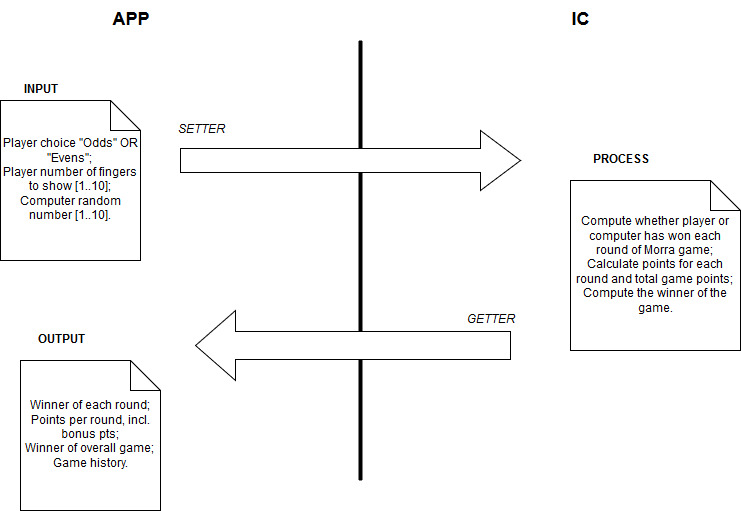 APP
IC
INPUT
Player choice "Odds" OR
"Evens";
Player number of fingers
to show [1..10];
Computer random
number [1..10].
SETTER
PROCESS
Compute whether player or
computer has won each
round of Morra game;
Calculate points for each
round and total game points;
Compute the winner of the
game.
GETTER
OUTPUT
Winner of each round;
Points per round, incl.
bonus pts;
Winner of overall game;
Game history.